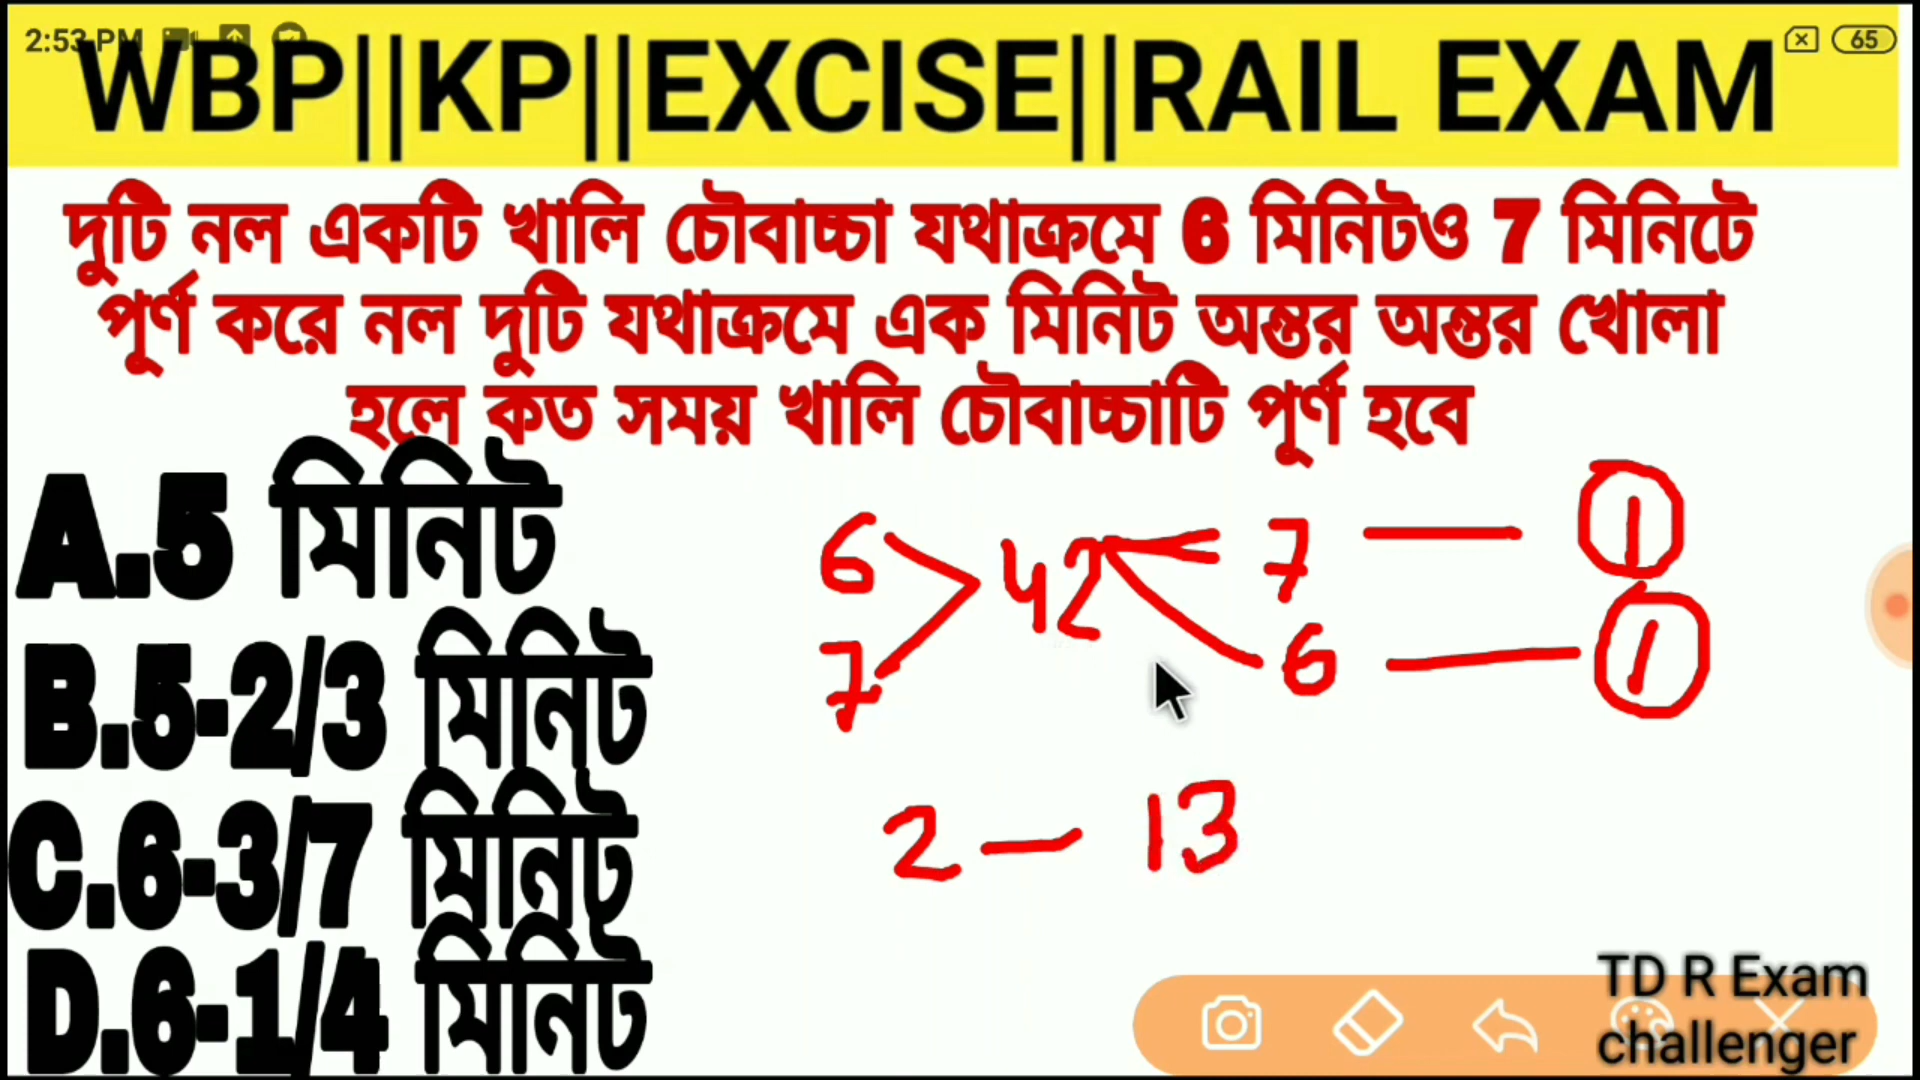 2:53 PM
65
WBP||KP||EXCISE||RAIL EXAM
দুটি নল একটি খালি চৌবাচ্চা যথাক্রমে 6 মিনিটও 7 মিনিটে
পূর্ণ করে নল দুটি যথাক্রমে এক মিনিট অন্তর অন্তর খোলা
হলে কত সময় খালি চৌবাচ্চাটি পূর্ণ হবে
A.5 মিনিট
B.5-2/3 মিনিট
C.6-3/7 মিনিট
D.6-1/4 মিনিট
6 42 7 — 1
7 6 — 1
2 — 13
TD R Exam
challenger